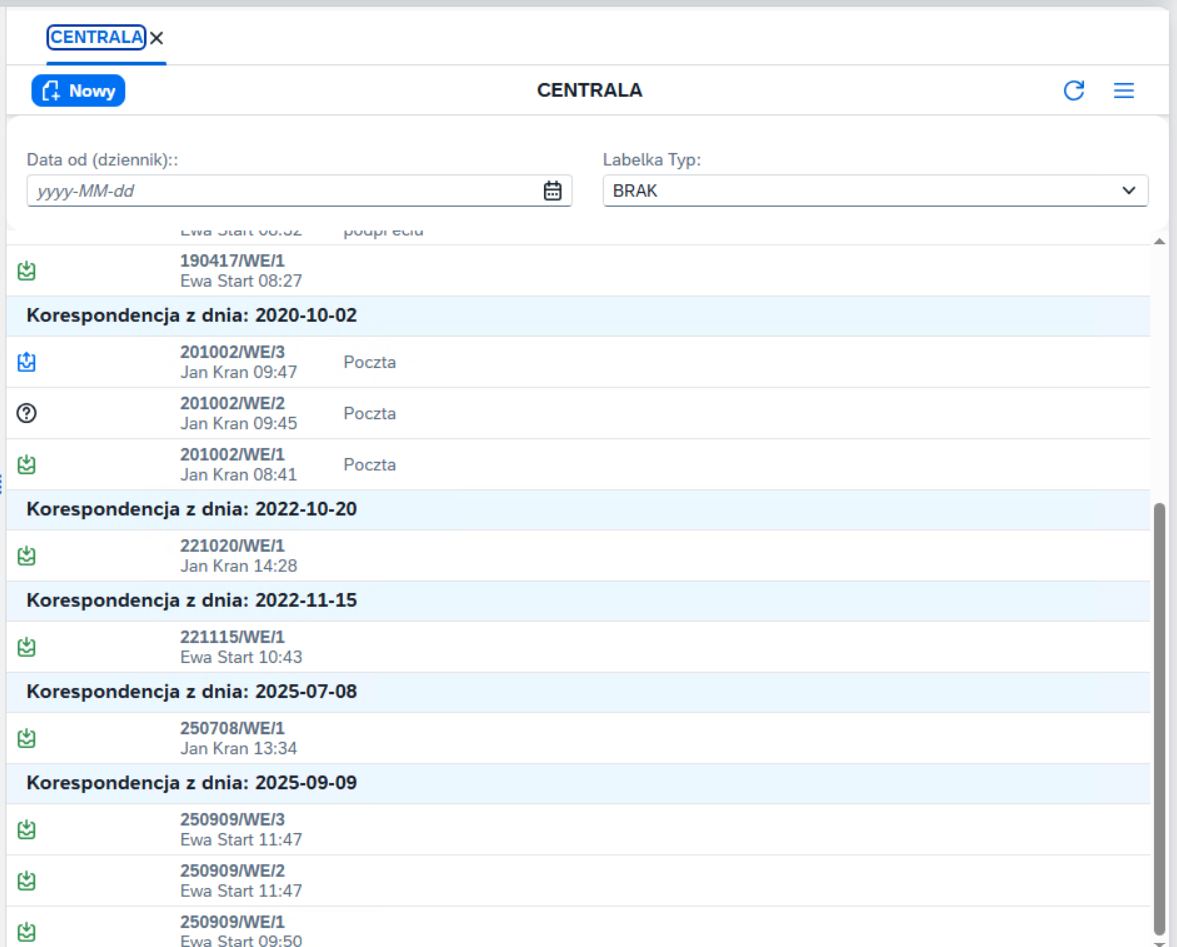 CENTRALA
Nowy
CENTRALA
Data od (dziennik)::
Labelka Typ:
yyyy-MM-dd
BRAK
Ewa Start
190417/WE/1
Ewa Start 08:27
Korespondencja z dnia: 2020-10-02
201002/WE/3
Jan Kran 09:47
Poczta
201002/WE/2
Jan Kran 09:45
Poczta
201002/WE/1
Jan Kran 08:41
Poczta
Korespondencja z dnia: 2022-10-20
221020/WE/1
Jan Kran 14:28
Korespondencja z dnia: 2022-11-15
221115/WE/1
Ewa Start 10:43
Korespondencja z dnia: 2025-07-08
250708/WE/1
Jan Kran 13:34
Korespondencja z dnia: 2025-09-09
250909/WE/3
Ewa Start 11:47
250909/WE/2
Ewa Start 11:47
250909/WE/1
Ewa Start 09:50